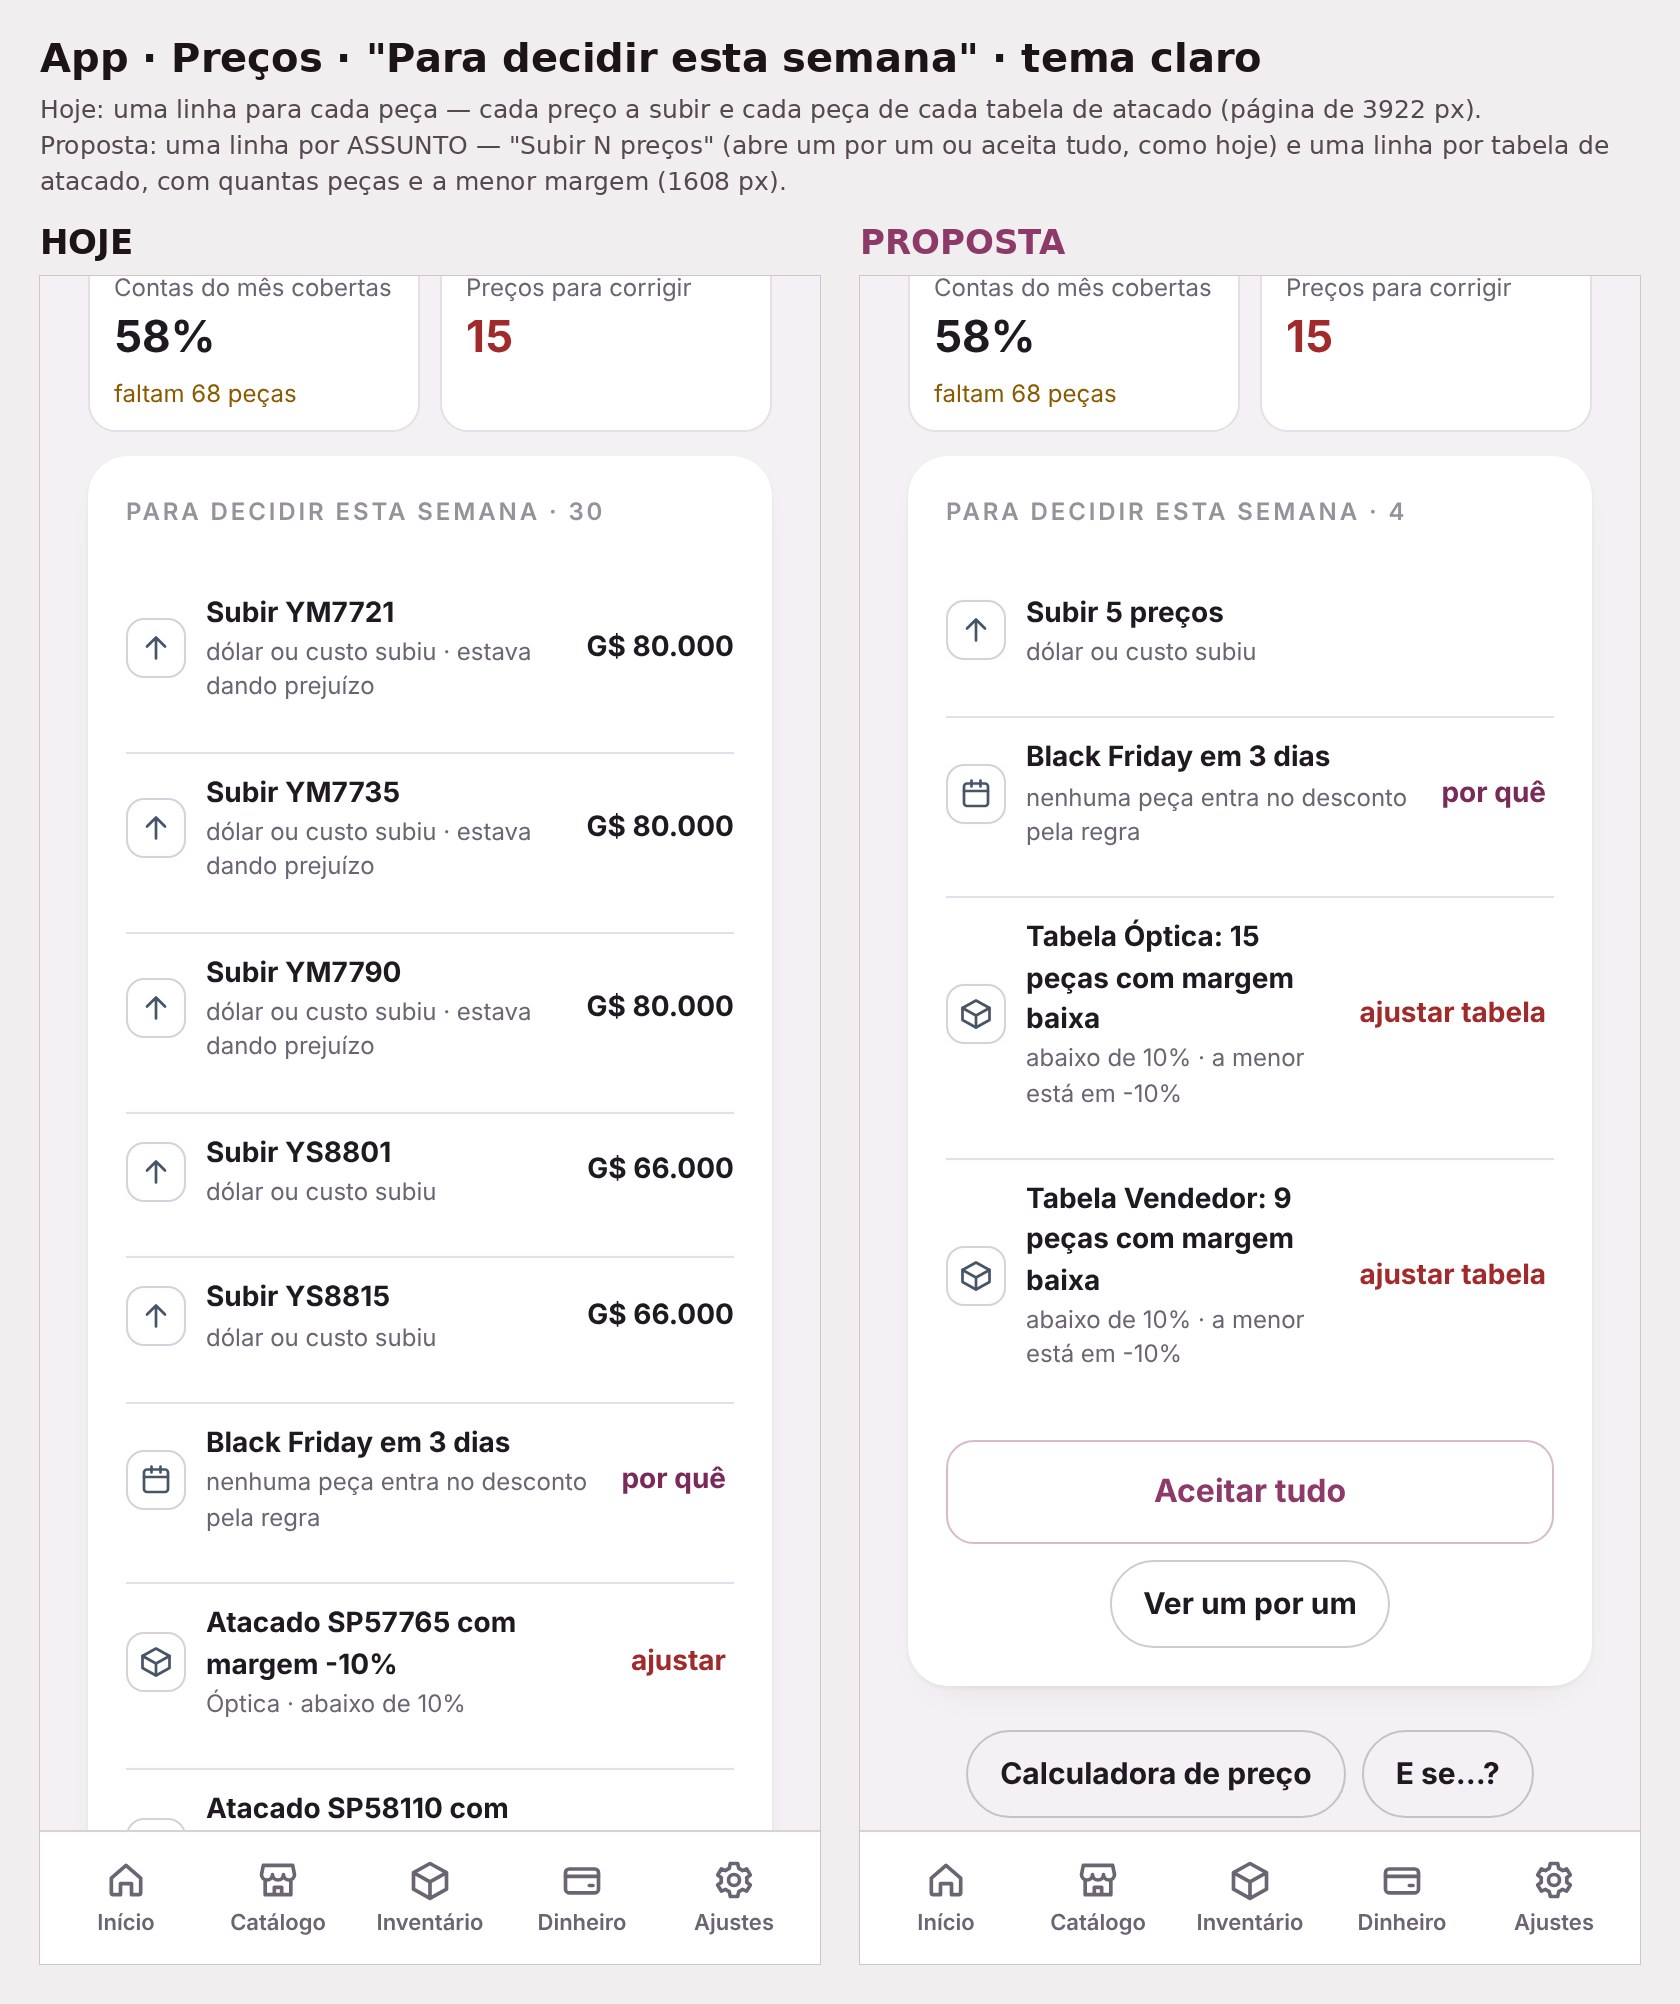 App · Preços · "Para decidir esta semana" · tema claro
Hoje: uma linha para cada peça — cada preço a subir e cada peça de cada tabela de atacado (página de 3922 px).
Proposta: uma linha por ASSUNTO — "Subir N preços" (abre um por um ou aceita tudo, como hoje) e uma linha por tabela de
atacado, com quantas peças e a menor margem (1608 px).
HOJE
Contas do mês cobertas
58%
faltam 68 peças
Preços para corrigir
15
PARA DECIDIR ESTA SEMANA · 30
Subir YM7721
dólar ou custo subiu · estava
dando prejuízo
G$ 80.000
Subir YM7735
dólar ou custo subiu · estava
dando prejuízo
G$ 80.000
Subir YM7790
dólar ou custo subiu · estava
dando prejuízo
G$ 80.000
Subir YS8801
dólar ou custo subiu
G$ 66.000
Subir YS8815
dólar ou custo subiu
G$ 66.000
Black Friday em 3 dias
nenhuma peça entra no desconto
pela regra
por quê
Atacado SP57765 com
margem -10%
Óptica · abaixo de 10%
ajustar
Atacado SP58110 com
Início
Catálogo
Inventário
Dinheiro
Ajustes
PROPOSTA
Contas do mês cobertas
58%
faltam 68 peças
Preços para corrigir
15
PARA DECIDIR ESTA SEMANA · 4
Subir 5 preços
dólar ou custo subiu
Black Friday em 3 dias
nenhuma peça entra no desconto
pela regra
por quê
Tabela Óptica: 15
peças com margem
baixa
abaixo de 10% · a menor
está em -10%
ajustar tabela
Tabela Vendedor: 9
peças com margem
baixa
abaixo de 10% · a menor
está em -10%
ajustar tabela
Aceitar tudo
Ver um por um
Calculadora de preço
E se...?
Início
Catálogo
Inventário
Dinheiro
Ajustes